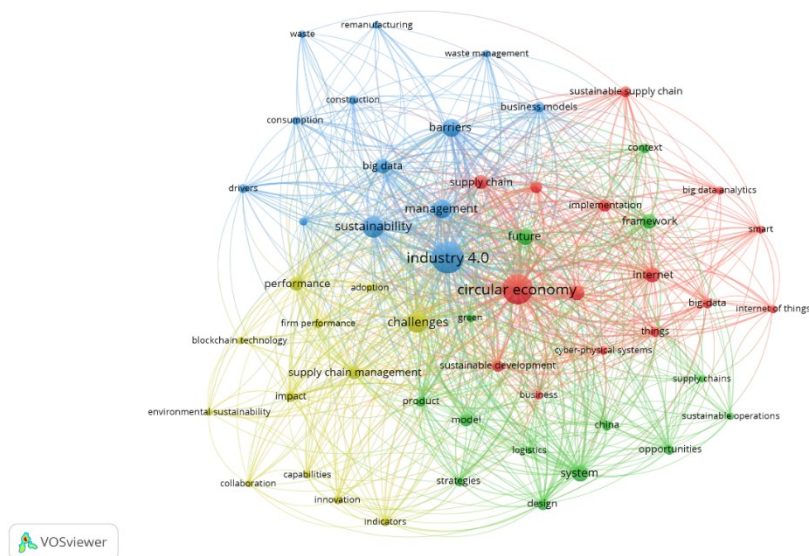 remanufacturing
waste
waste management
sustainable supply chain
construction
business models
consumption
barriers
context
big data
supply chain
drivers
big data analytics
management
implementation
framework
smart
sustainability
future
industry 4.0
internet
performance
adoption
circular economy
big-data
internet of things
firm performance
challenges
green
things
blockchain technology
cyber-physical systems
supply chain management
sustainable development
supply chains
impact
product
business
environmental sustainability
model
china
sustainable operations
logistics
opportunities
capabilities
strategies
system
collaboration
innovation
design
indicators
VOSviewer